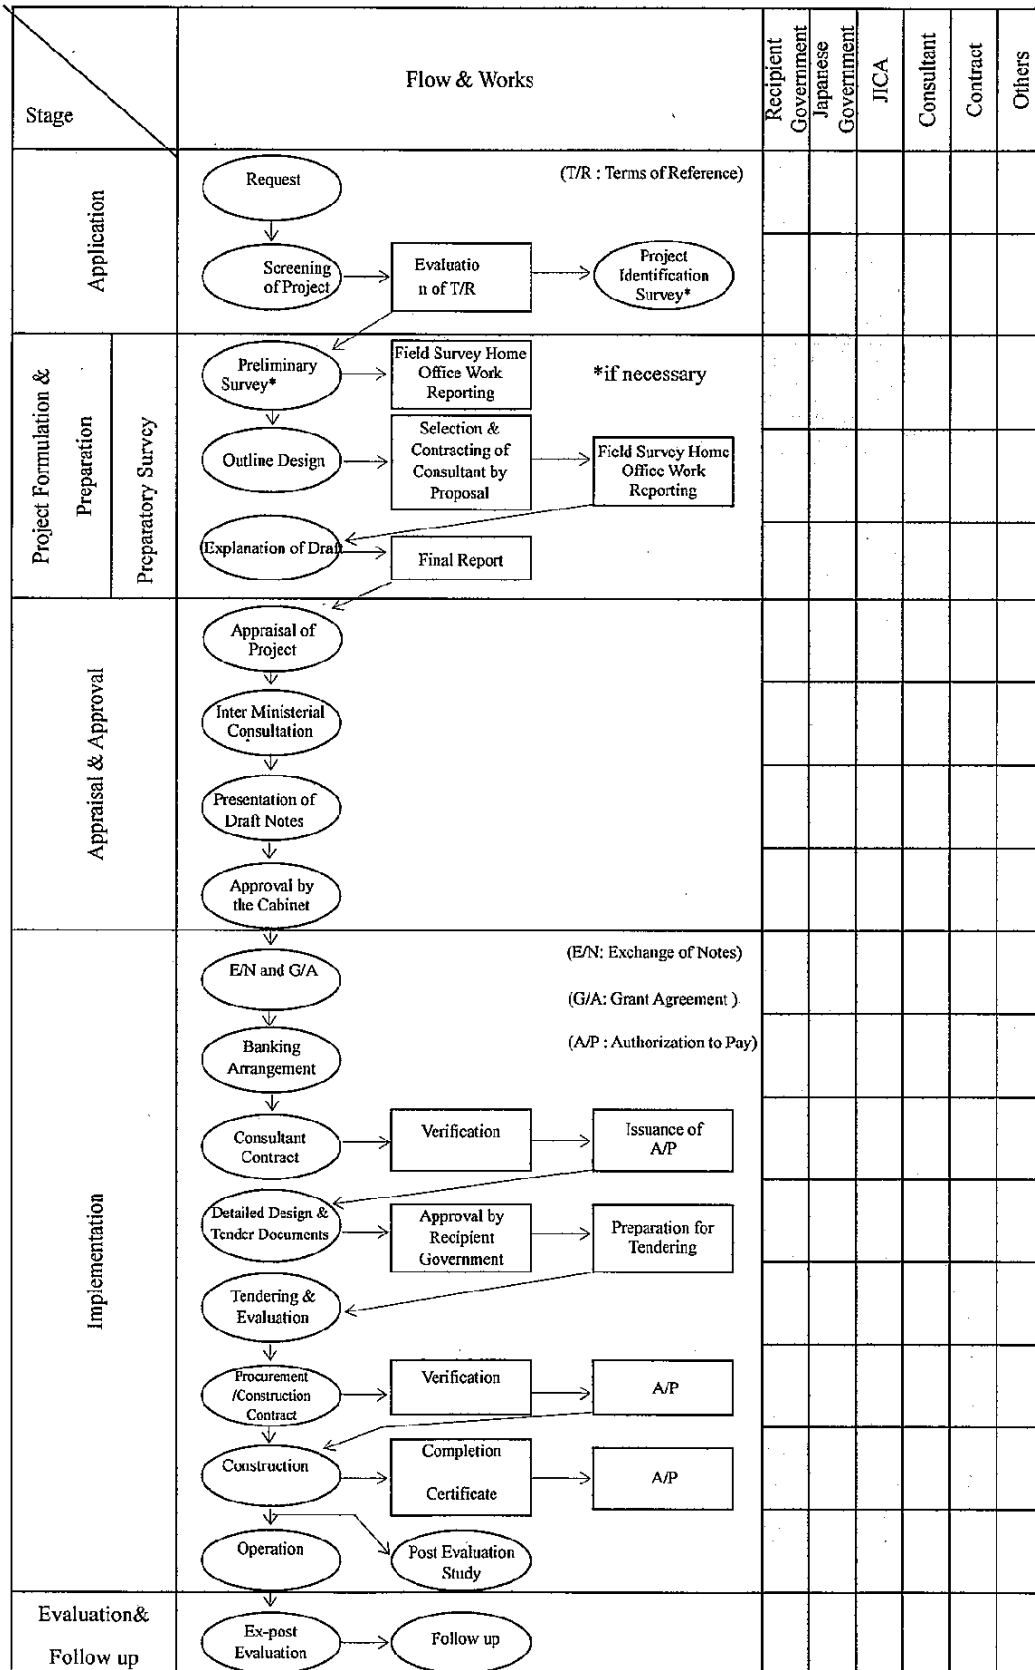 Stage
Flow & Works
Recipient
Government
Japanese
Government
JICA
Consultant
Contract
Others
Application
Request
(T/R : Terms of Reference)
Screening
of Project
Evaluatio
n of T/R
Project
Identification
Survey*
Project Formulation &
Preparation
Preparatory Survey
Preliminary
Survey*
Field Survey Home
Office Work
Reporting
*if necessary
Outline Design
Selection &
Contracting of
Consultant by
Proposal
Field Survey Home
Office Work
Reporting
Explanation of Draft
Final Report
Appraisal & Approval
Appraisal of
Project
Inter Ministerial
Consultation
Presentation of
Draft Notes
Approval by
the Cabinet
Implementation
E/N and G/A
(E/N: Exchange of Notes)
(G/A: Grant Agreement )
(A/P : Authorization to Pay)
Banking
Arrangement
Consultant
Contract
Verification
Issuance of
A/P
Detailed Design &
Tender Documents
Approval by
Recipient
Government
Preparation for
Tendering
Tendering &
Evaluation
Procurement
/Construction
Contract
Verification
A/P
Construction
Completion
Certificate
A/P
Operation
Post Evaluation
Study
Evaluation&
Follow up
Ex-post
Evaluation
Follow up